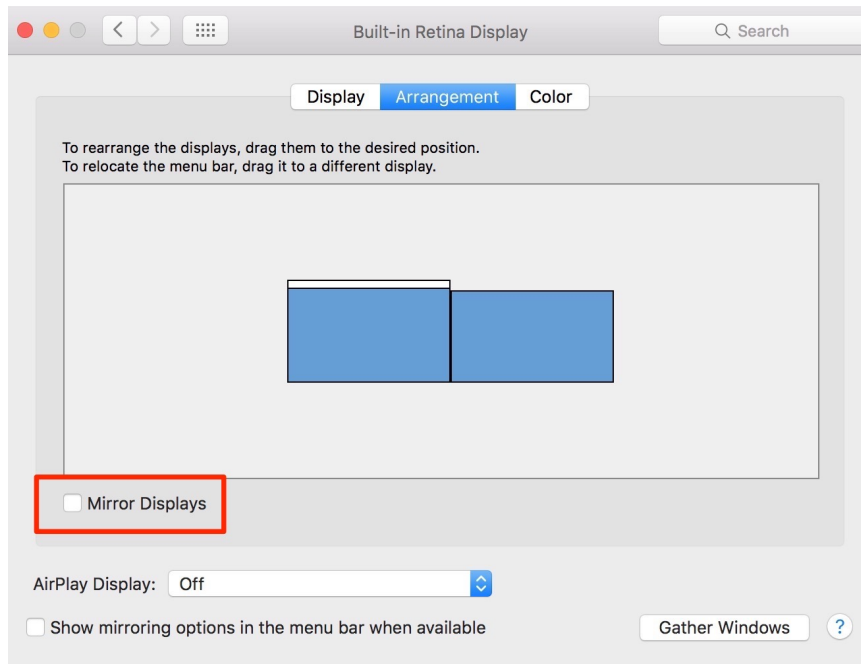 Built-in Retina Display
Search
Display Arrangement Color
To rearrange the displays, drag them to the desired position.
To relocate the menu bar, drag it to a different display.
Mirror Displays
AirPlay Display: Off
Show mirroring options in the menu bar when available
Gather Windows
?